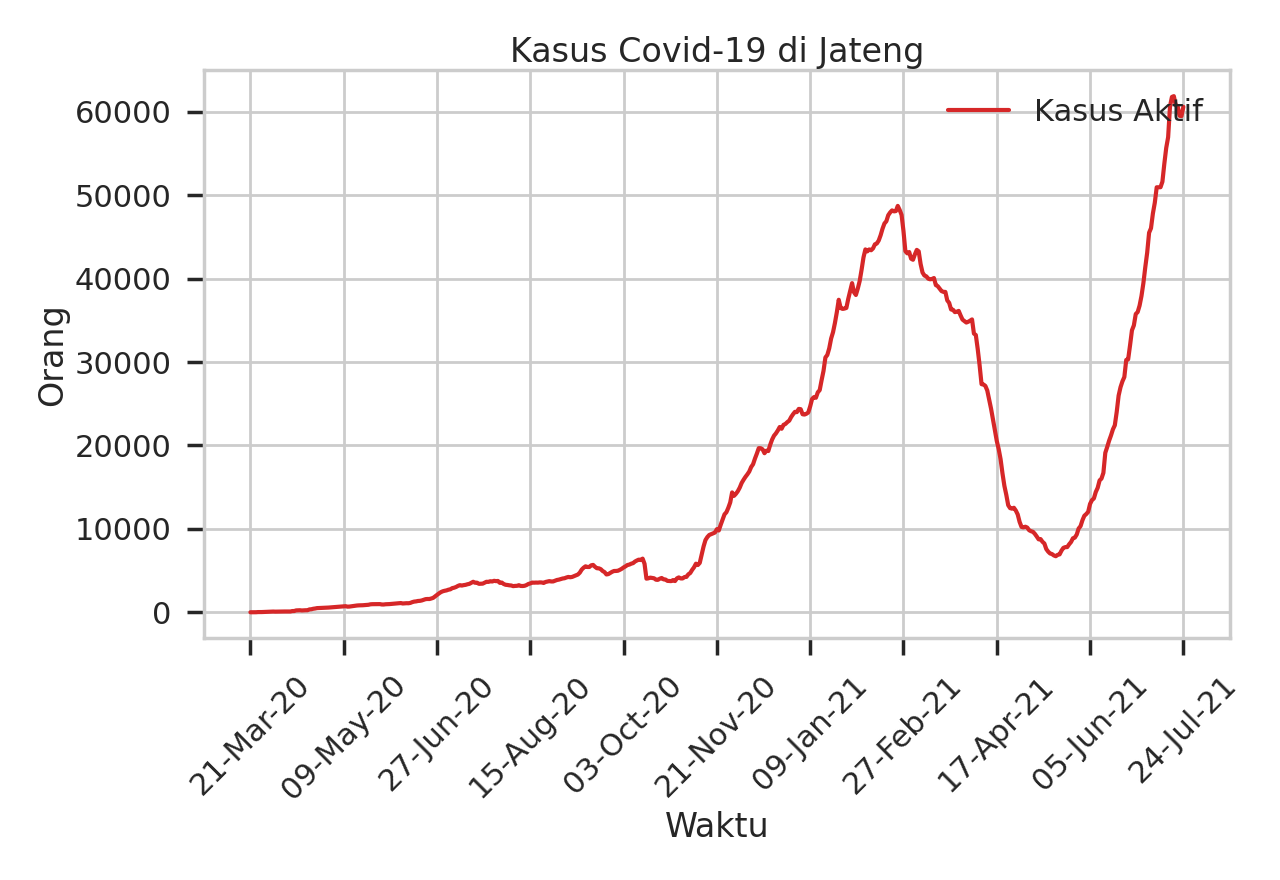 Kasus Covid-19 di Jateng
Kasus Aktif
60000
50000
40000
30000
20000
10000
0
Orang
21-Mar-20
09-May-20
27-Jun-20
15-Aug-20
03-Oct-20
21-Nov-20
09-Jan-21
27-Feb-21
17-Apr-21
05-Jun-21
24-Jul-21
Waktu